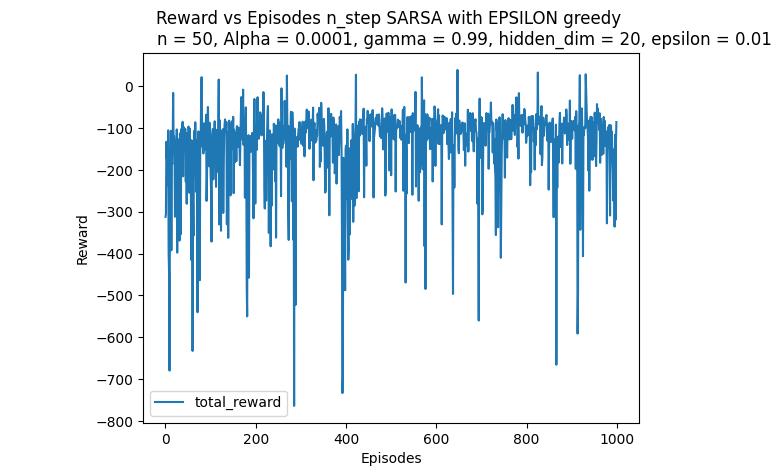 Reward vs Episodes n_step SARSA with EPSILON greedy
n = 50, Alpha = 0.0001, gamma = 0.99, hidden_dim = 20, epsilon = 0.01
0
−100
−200
−300
−400
−500
−600
−700
−800
Reward
total_reward
0 200 400 600 800 1000
Episodes